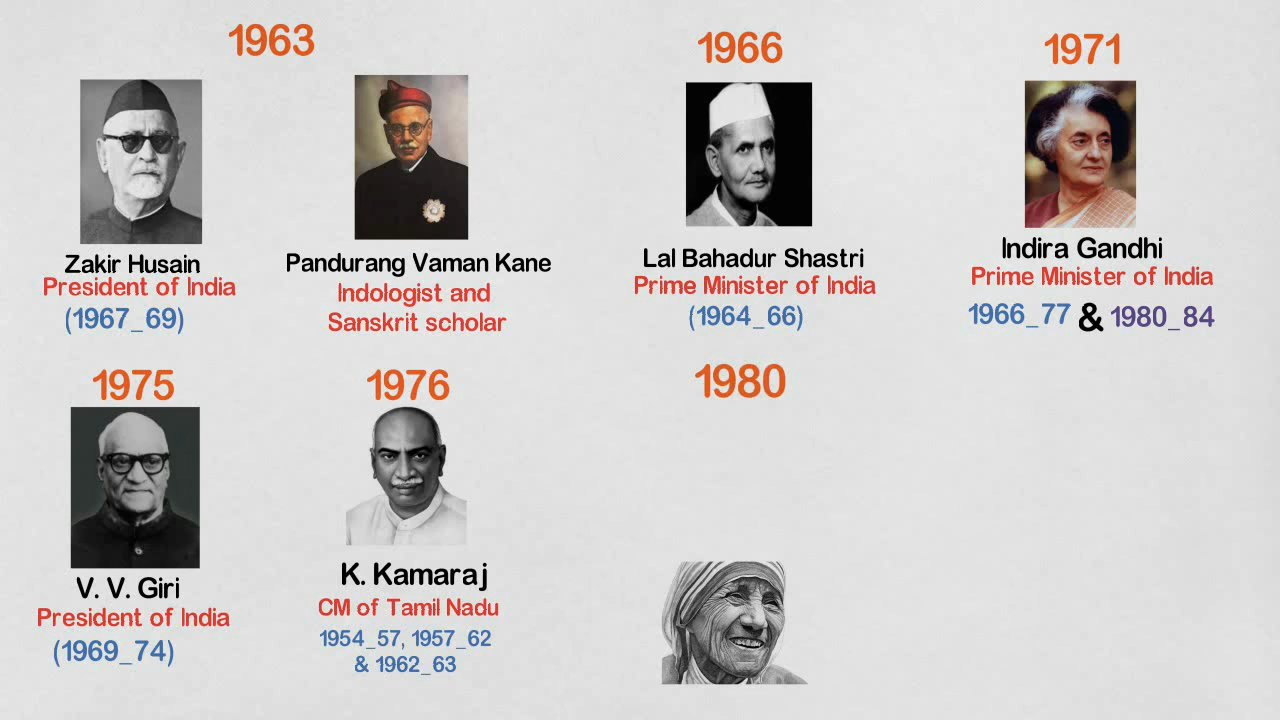 1963
Zakir Husain
President of India
(1967_69)
Pandurang Vaman Kane
Indologist and
Sanskrit scholar
1966
Lal Bahadur Shastri
Prime Minister of India
(1964_66)
1971
Indira Gandhi
Prime Minister of India
1966_77 & 1980_84
1975
V. V. Giri
President of India
(1969_74)
1976
K. Kamaraj
CM of Tamil Nadu
1954_57, 1957_62
& 1962_63
1980